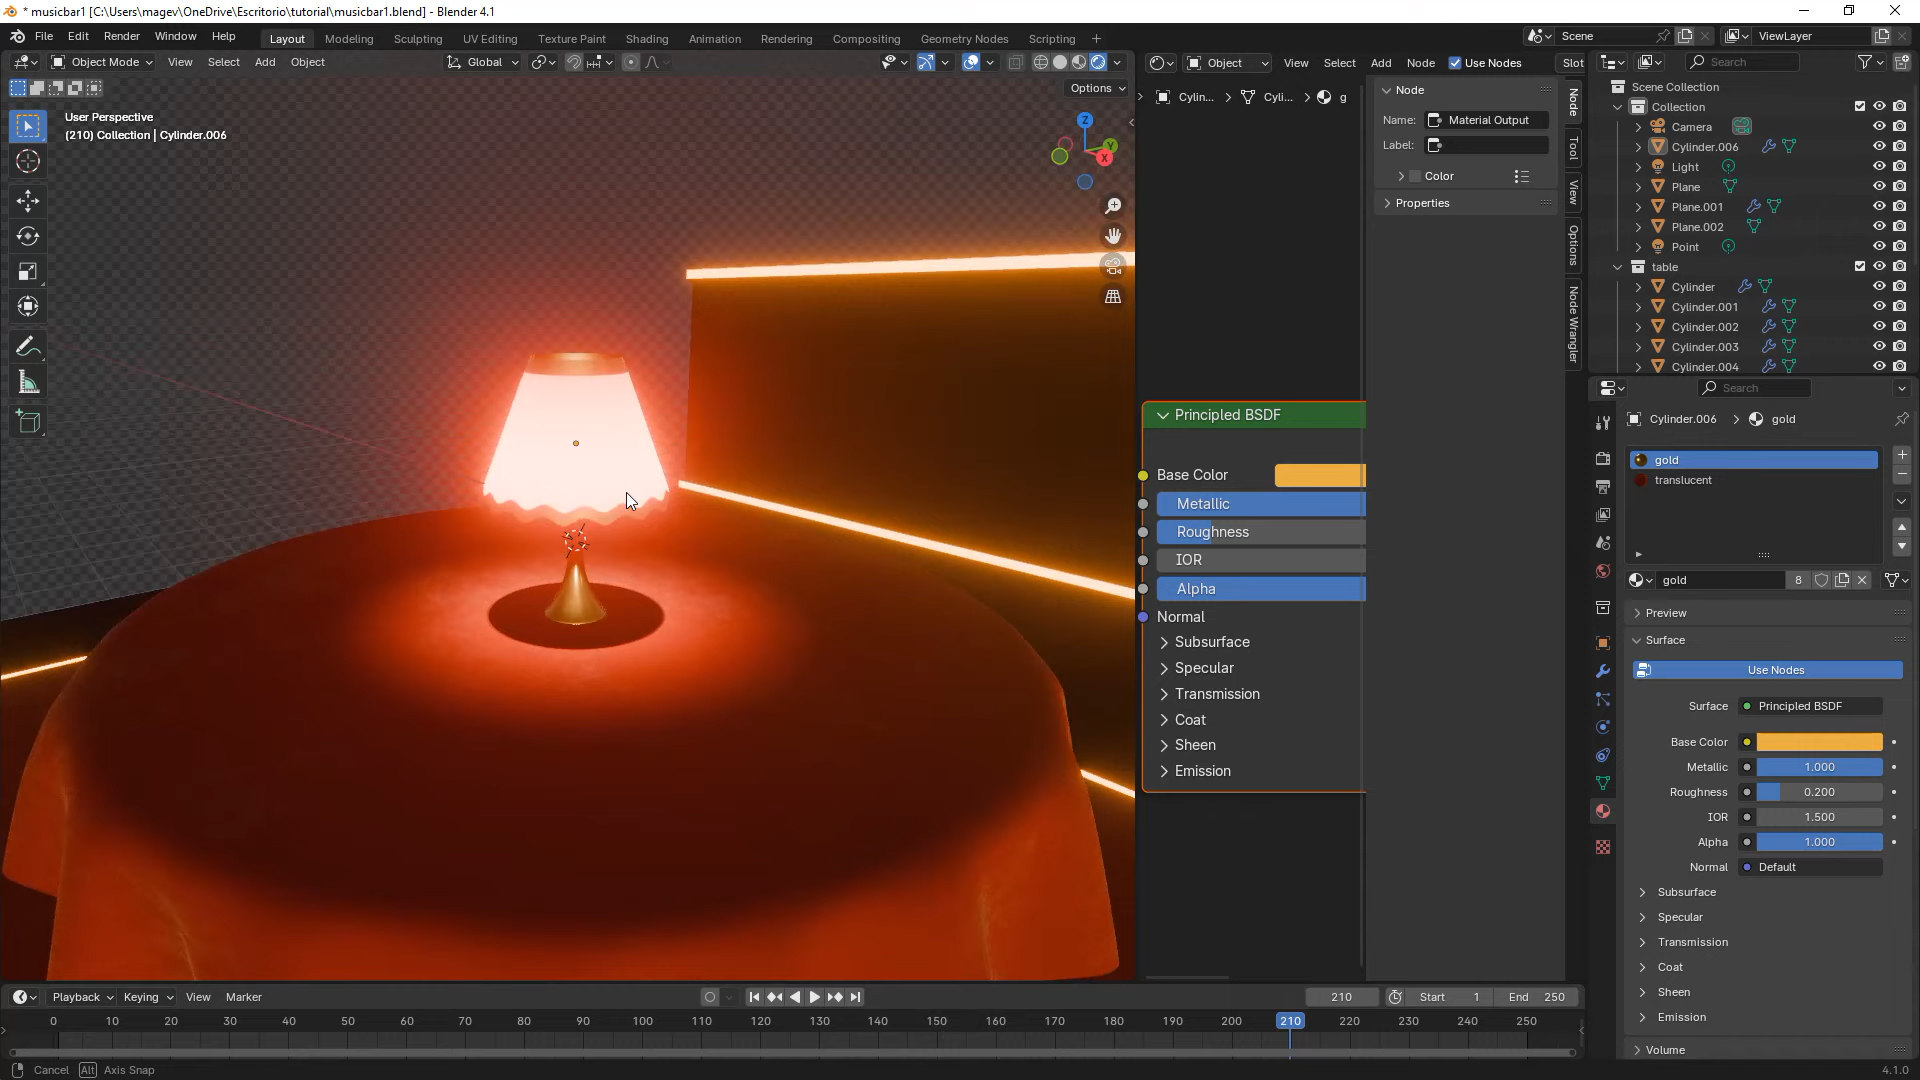 * musicbar1 [C:\Users\magev\OneDrive\Escritorio\tutorial\musicbar1.blend] - Blender 4.1
File Edit Render Window Help
Layout Modeling Sculpting UV Editing Texture Paint Shading Animation Rendering Compositing Geometry Nodes Scripting
Scene
ViewLayer
Object Mode View Select Add Object
Global
Options
User Perspective
(210) Collection | Cylinder.006
Z
Y
X
Object View Select Add Node Use Nodes Slot
Cylin... > Cyli... > g
Node
Name: Material Output
Label:
Color
Properties
Node
Tool
View
Options
Node Wrangler
Principled BSDF
Base Color
Metallic
Roughness
IOR
Alpha
Normal
Subsurface
Specular
Transmission
Coat
Sheen
Emission
Search
Scene Collection
Collection
Camera
Cylinder.006
Light
Plane
Plane.001
Plane.002
Point
table
Cylinder
Cylinder.001
Cylinder.002
Cylinder.003
Cylinder.004
Search
Cylinder.006 > gold
gold
translucent
gold 8
Preview
Surface
Use Nodes
Surface Principled BSDF
Base Color
Metallic 1.000
Roughness 0.200
IOR 1.500
Alpha 1.000
Normal Default
Subsurface
Specular
Transmission
Coat
Sheen
Emission
Volume
Playback Keying View Marker
210 Start 1 End 250
0 10 20 30 40 50 60 70 80 90 100 110 120 130 140 150 160 170 180 190 200 210 220 230 240 250
Cancel Alt Axis Snap
4.1.0